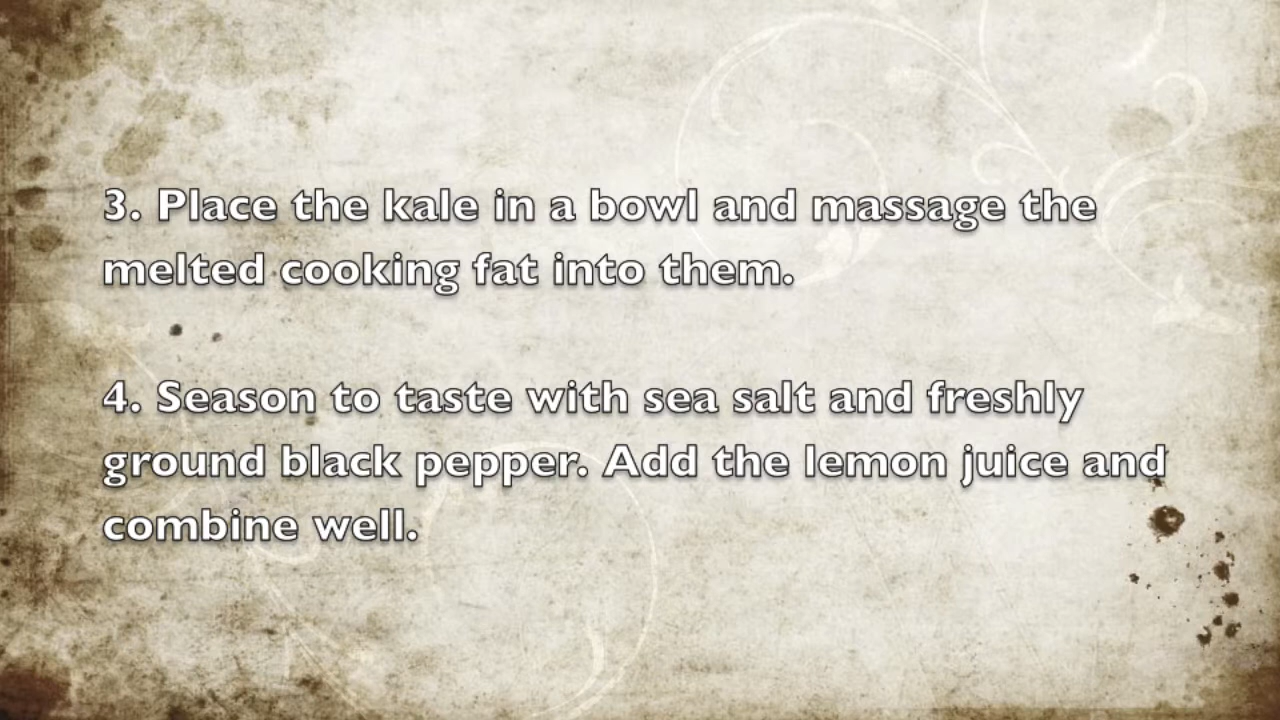 3. Place the kale in a bowl and massage the
melted cooking fat into them.
4. Season to taste with sea salt and freshly
ground black pepper. Add the lemon juice and
combine well.